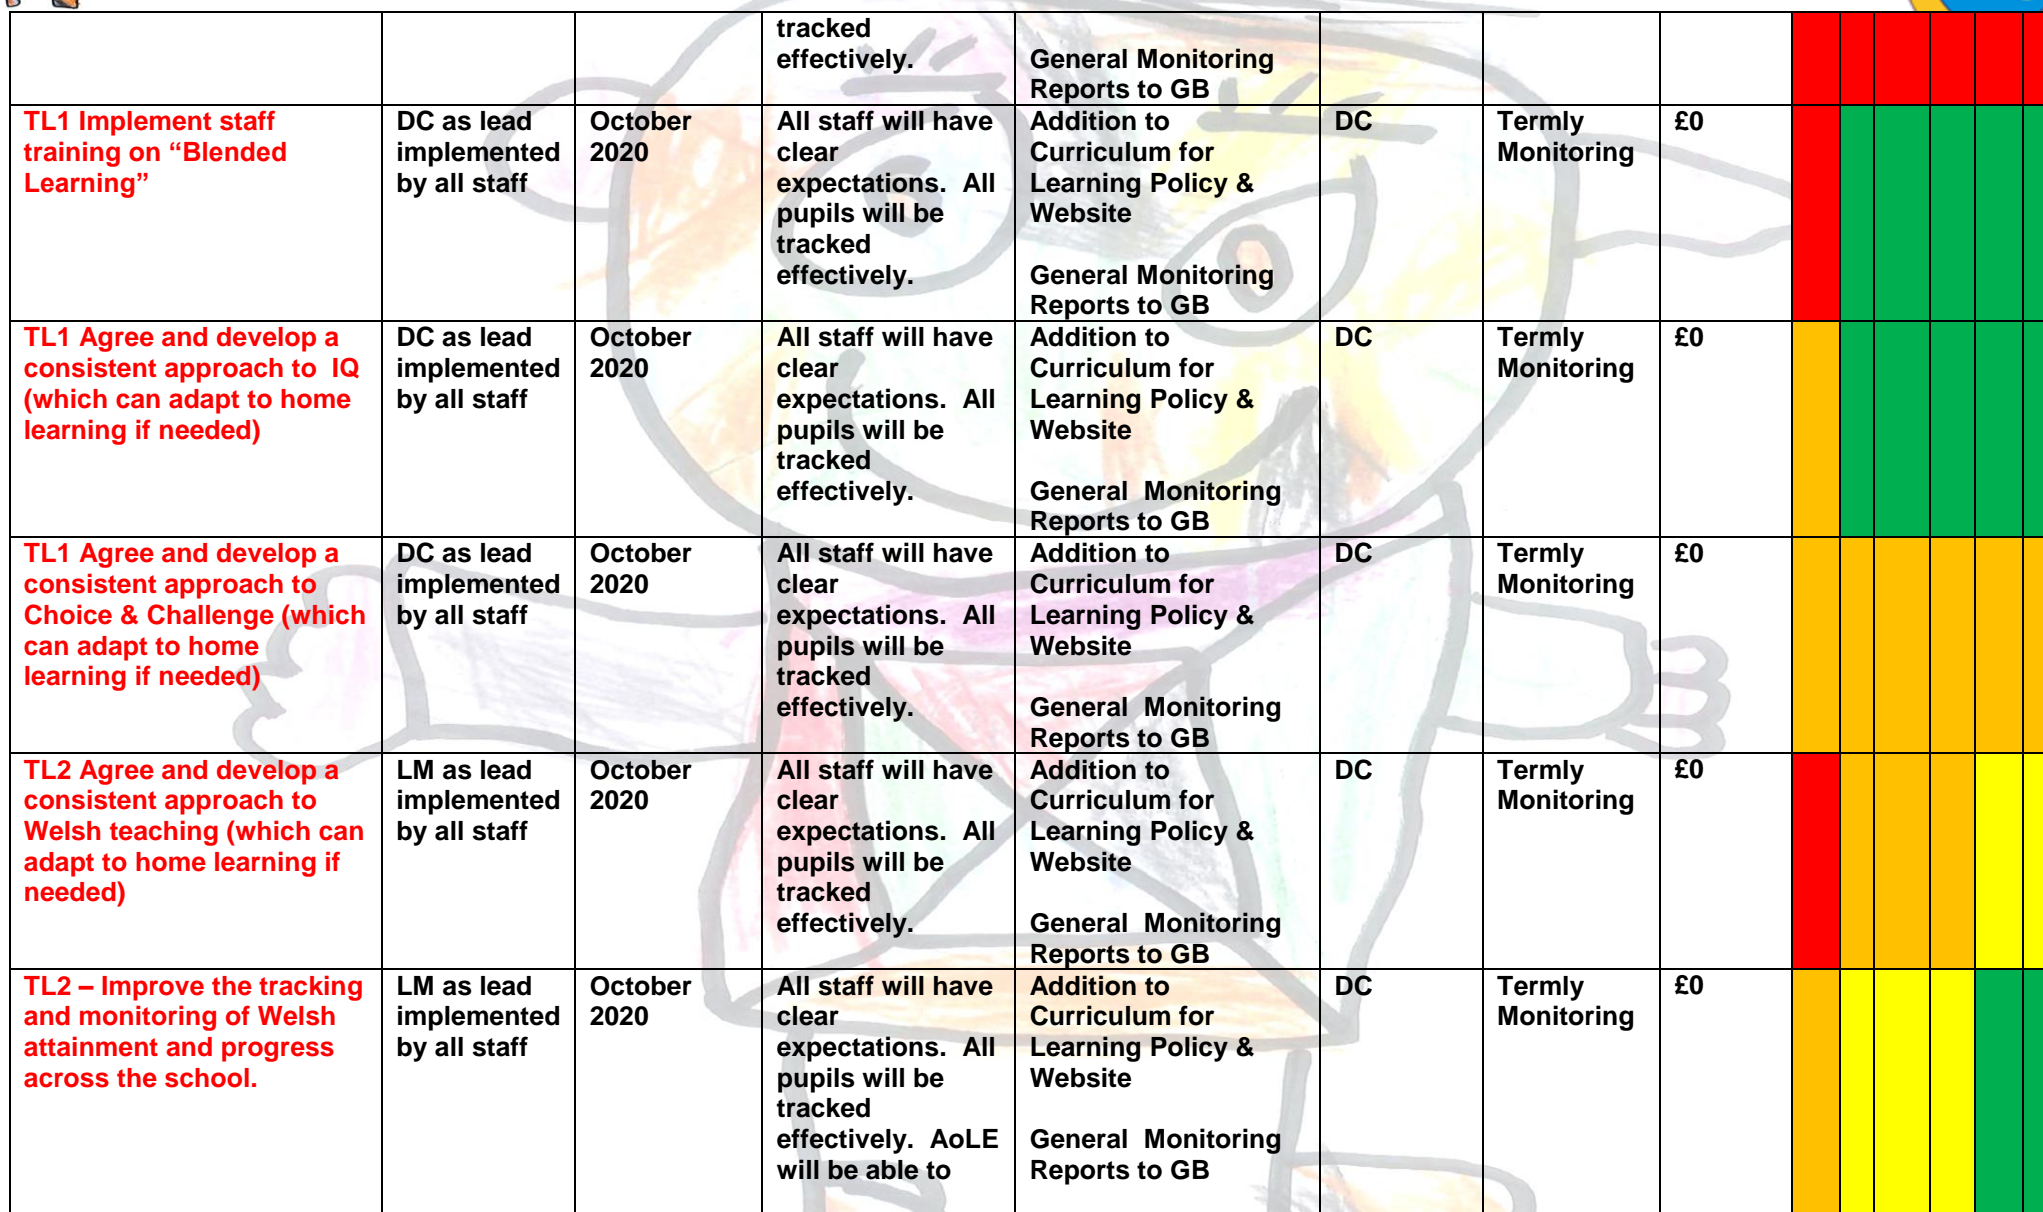 tracked
effectively.
General Monitoring
Reports to GB
TL1 Implement staff
training on “Blended
Learning”
DC as lead
implemented
by all staff
October
2020
All staff will have
clear
expectations.  All
pupils will be
tracked
effectively.
Addition to
Curriculum for
Learning Policy &
Website
General Monitoring
Reports to GB
DC
Termly
Monitoring
£0
TL1 Agree and develop a
consistent approach to  IQ
(which can adapt to home
learning if needed)
DC as lead
implemented
by all staff
October
2020
All staff will have
clear
expectations.  All
pupils will be
tracked
effectively.
Addition to
Curriculum for
Learning Policy &
Website
General  Monitoring
Reports to GB
DC
Termly
Monitoring
£0
TL1 Agree and develop a
consistent approach to
Choice & Challenge (which
can adapt to home
learning if needed)
DC as lead
implemented
by all staff
October
2020
All staff will have
clear
expectations.  All
pupils will be
tracked
effectively.
Addition to
Curriculum for
Learning Policy &
Website
General  Monitoring
Reports to GB
DC
Termly
Monitoring
£0
TL2 Agree and develop a
consistent approach to
Welsh teaching (which can
adapt to home learning if
needed)
LM as lead
implemented
by all staff
October
2020
All staff will have
clear
expectations.  All
pupils will be
tracked
effectively.
Addition to
Curriculum for
Learning Policy &
Website
General  Monitoring
Reports to GB
DC
Termly
Monitoring
£0
TL2 – Improve the tracking
and monitoring of Welsh
attainment and progress
across the school.
LM as lead
implemented
by all staff
October
2020
All staff will have
clear
expectations.  All
pupils will be
tracked
effectively.  AoLE
will be able to
Addition to
Curriculum for
Learning Policy &
Website
General  Monitoring
Reports to GB
DC
Termly
Monitoring
£0